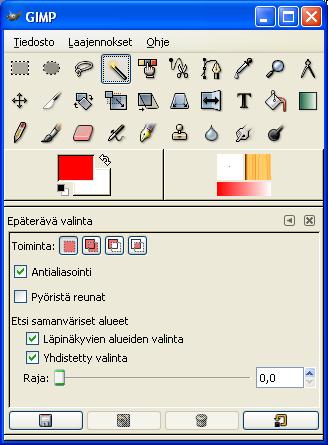 GIMP
Tiedosto Laajennokset Ohje
T
Epäterävä valinta
Toiminta:
Antialiasointi
Pyöristä reunat
Etsi samanväriset alueet
Läpinäkyvien alueiden valinta
Yhdistetty valinta
Raja: 0,0